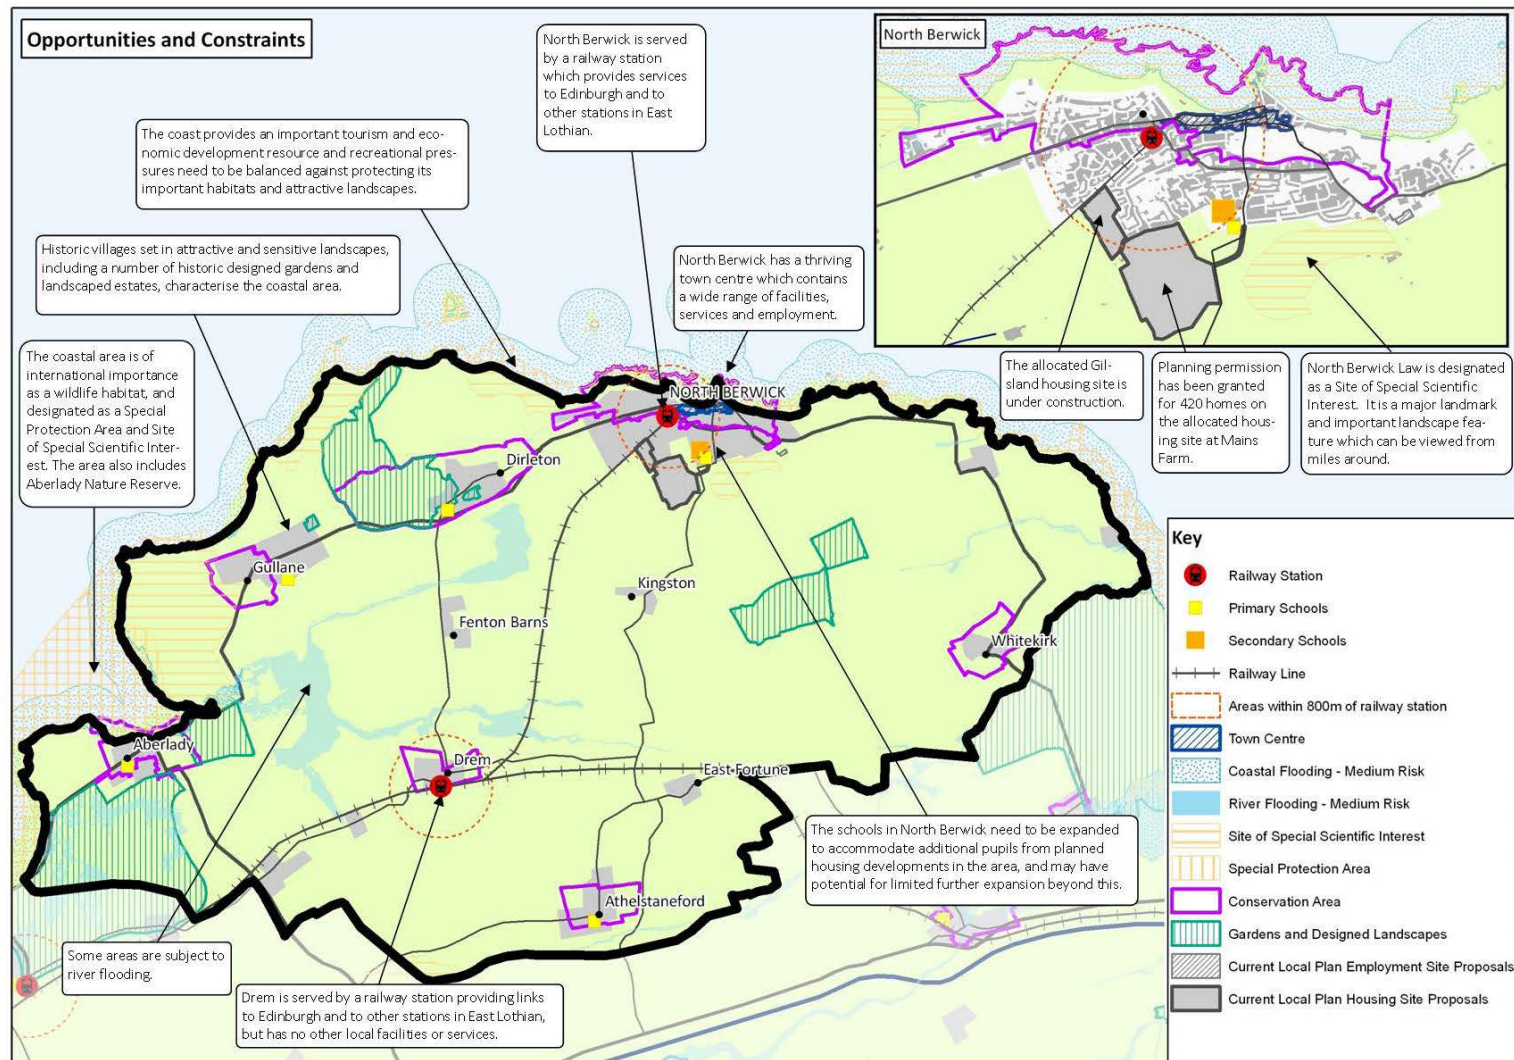 Opportunities and Constraints
North Berwick is served
by a railway station
which provides services
to Edinburgh and to
other stations in East
Lothian.
North Berwick
The coast provides an important tourism and eco-
nomic development resource and recreational pres-
sures need to be balanced against protecting its
important habitats and attractive landscapes.
Historic villages set in attractive and sensitive landscapes,
including a number of historic designed gardens and
landscaped estates, characterise the coastal area.
North Berwick has a thriving
town centre which contains
a wide range of facilities,
services and employment.
The coastal area is of
international importance
as a wildlife habitat, and
designated as a Special
Protection Area and Site
of Special Scientific Inter-
est. The area also includes
Aberlady Nature Reserve.
The allocated Gil-
sland housing site is
under construction.
Planning permission
has been granted
for 420 homes on
the allocated hous-
ing site at Mains
Farm.
North Berwick Law is designated
as a Site of Special Scientific
Interest. It is a major landmark
and important landscape fea-
ture which can be viewed from
miles around.
NORTH BERWICK
Dirleton
Gullane
Kingston
Fenton Barns
Whitekirk
Aberlady
Drem
East Fortune
Athelstaneford
The schools in North Berwick need to be expanded
to accommodate additional pupils from planned
housing developments in the area, and may have
potential for limited further expansion beyond this.
Some areas are subject to
river flooding.
Drem is served by a railway station providing links
to Edinburgh and to other stations in East Lothian,
but has no other local facilities or services.
Key
Railway Station
Primary Schools
Secondary Schools
Railway Line
Areas within 800m of railway station
Town Centre
Coastal Flooding - Medium Risk
River Flooding - Medium Risk
Site of Special Scientific Interest
Special Protection Area
Conservation Area
Gardens and Designed Landscapes
Current Local Plan Employment Site Proposals
Current Local Plan Housing Site Proposals